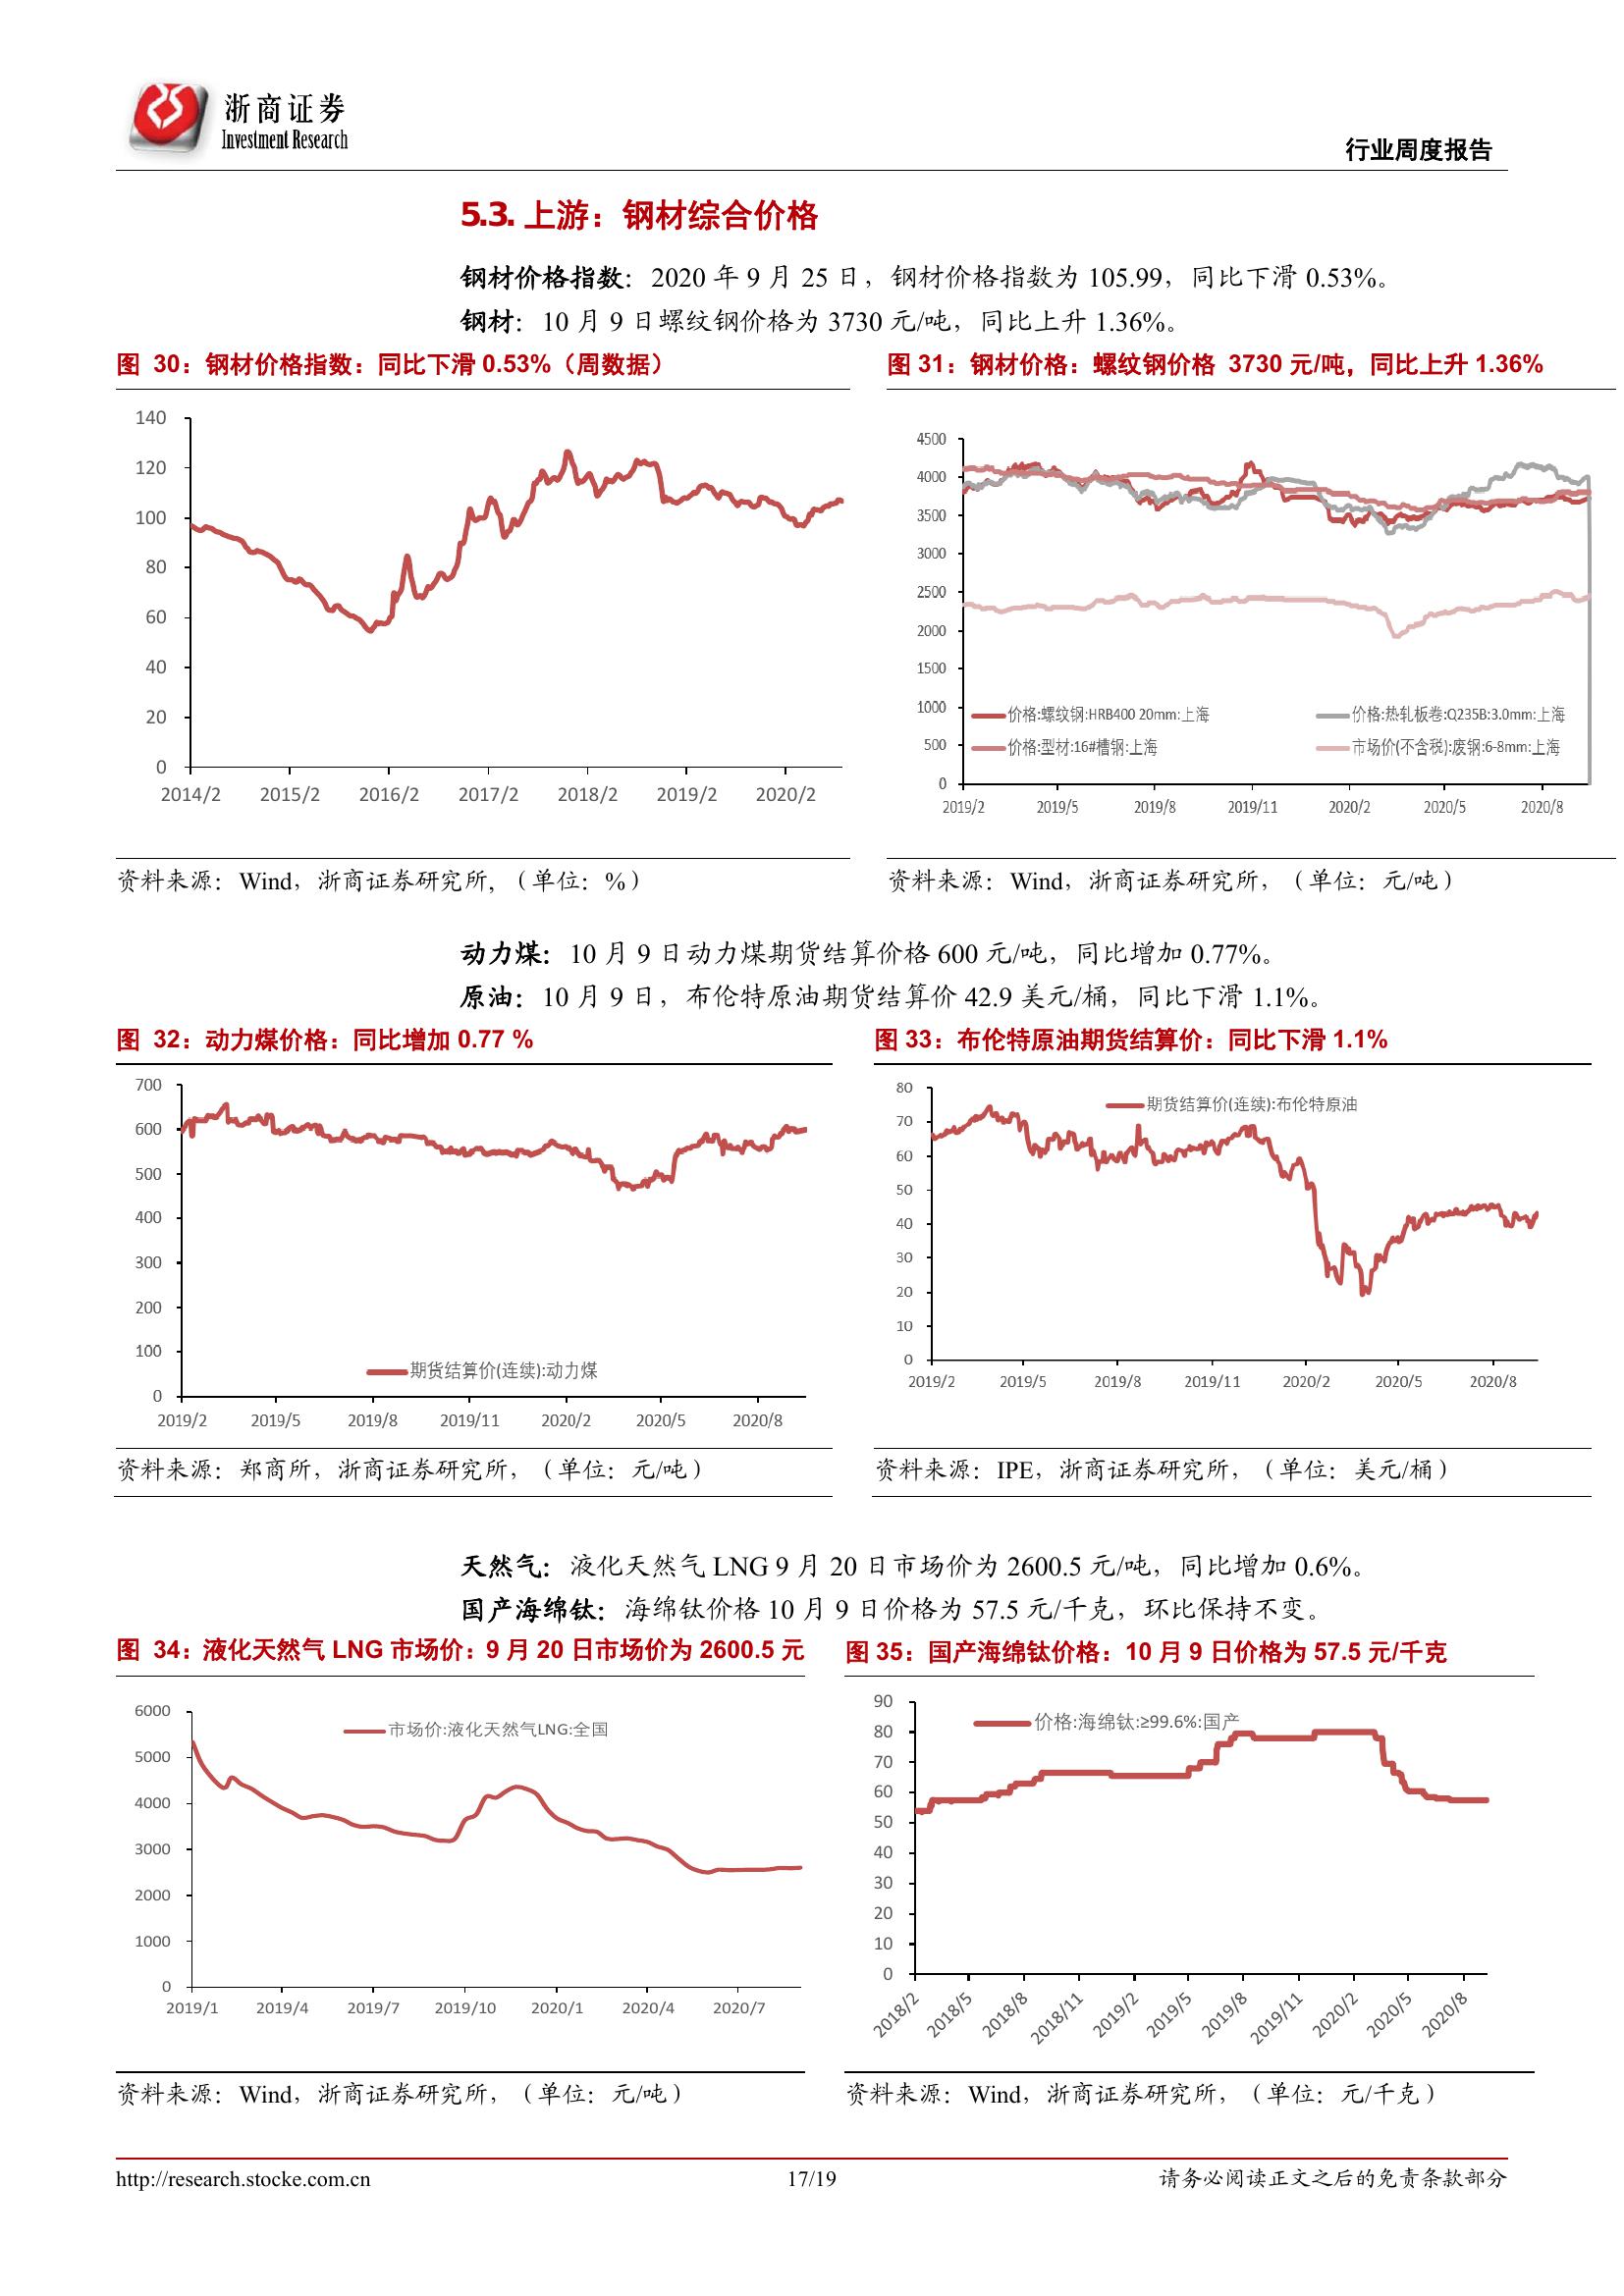 浙商证券
Investment Research
行业周度报告
5.3. 上游：钢材综合价格
钢材价格指数：2020 年 9 月 25 日，钢材价格指数为 105.99，同比下滑 0.53%。
钢材：10 月 9 日螺纹钢价格为 3730 元/吨，同比上升 1.36%。
图 30：钢材价格指数：同比下滑 0.53%（周数据）
140
120
100
80
60
40
20
0
2014/2 2015/2 2016/2 2017/2 2018/2 2019/2 2020/2
资料来源：Wind，浙商证券研究所，（单位：%）
图 31：钢材价格：螺纹钢价格 3730 元/吨，同比上升 1.36%
4500
4000
3500
3000
2500
2000
1500
1000
500
0
价格:螺纹钢:HRB400 20mm:上海 价格:热轧板卷:Q235B:3.0mm:上海
价格:型材:16#槽钢:上海 市场价(不含税):废钢:6-8mm:上海
2019/2 2019/5 2019/8 2019/11 2020/2 2020/5 2020/8
资料来源：Wind，浙商证券研究所，（单位：元/吨）
动力煤：10 月 9 日动力煤期货结算价格 600 元/吨，同比增加 0.77%。
原油：10 月 9 日，布伦特原油期货结算价 42.9 美元/桶，同比下滑 1.1%。
图 32：动力煤价格：同比增加 0.77 %
700
600
500
400
300
200
100
0
期货结算价(连续):动力煤
2019/2 2019/5 2019/8 2019/11 2020/2 2020/5 2020/8
资料来源：郑商所，浙商证券研究所，（单位：元/吨）
图 33：布伦特原油期货结算价：同比下滑 1.1%
80
70
60
50
40
30
20
10
0
期货结算价(连续):布伦特原油
2019/2 2019/5 2019/8 2019/11 2020/2 2020/5 2020/8
资料来源：IPE，浙商证券研究所，（单位：美元/桶）
天然气：液化天然气 LNG 9 月 20 日市场价为 2600.5 元/吨，同比增加 0.6%。
国产海绵钛：海绵钛价格 10 月 9 日价格为 57.5 元/千克，环比保持不变。
图 34：液化天然气 LNG 市场价：9 月 20 日市场价为 2600.5 元
6000
5000
4000
3000
2000
1000
0
市场价:液化天然气LNG:全国
2019/1 2019/4 2019/7 2019/10 2020/1 2020/4 2020/7
资料来源：Wind，浙商证券研究所，（单位：元/吨）
图 35：国产海绵钛价格：10 月 9 日价格为 57.5 元/千克
90
80
70
60
50
40
30
20
10
0
价格:海绵钛:≥99.6%:国产
2018/2 2018/5 2018/8 2018/11 2019/2 2019/5 2019/8 2019/11 2020/2 2020/5 2020/8
资料来源：Wind，浙商证券研究所，（单位：元/千克）
http://research.stocke.com.cn 17/19 请务必阅读正文之后的免责条款部分